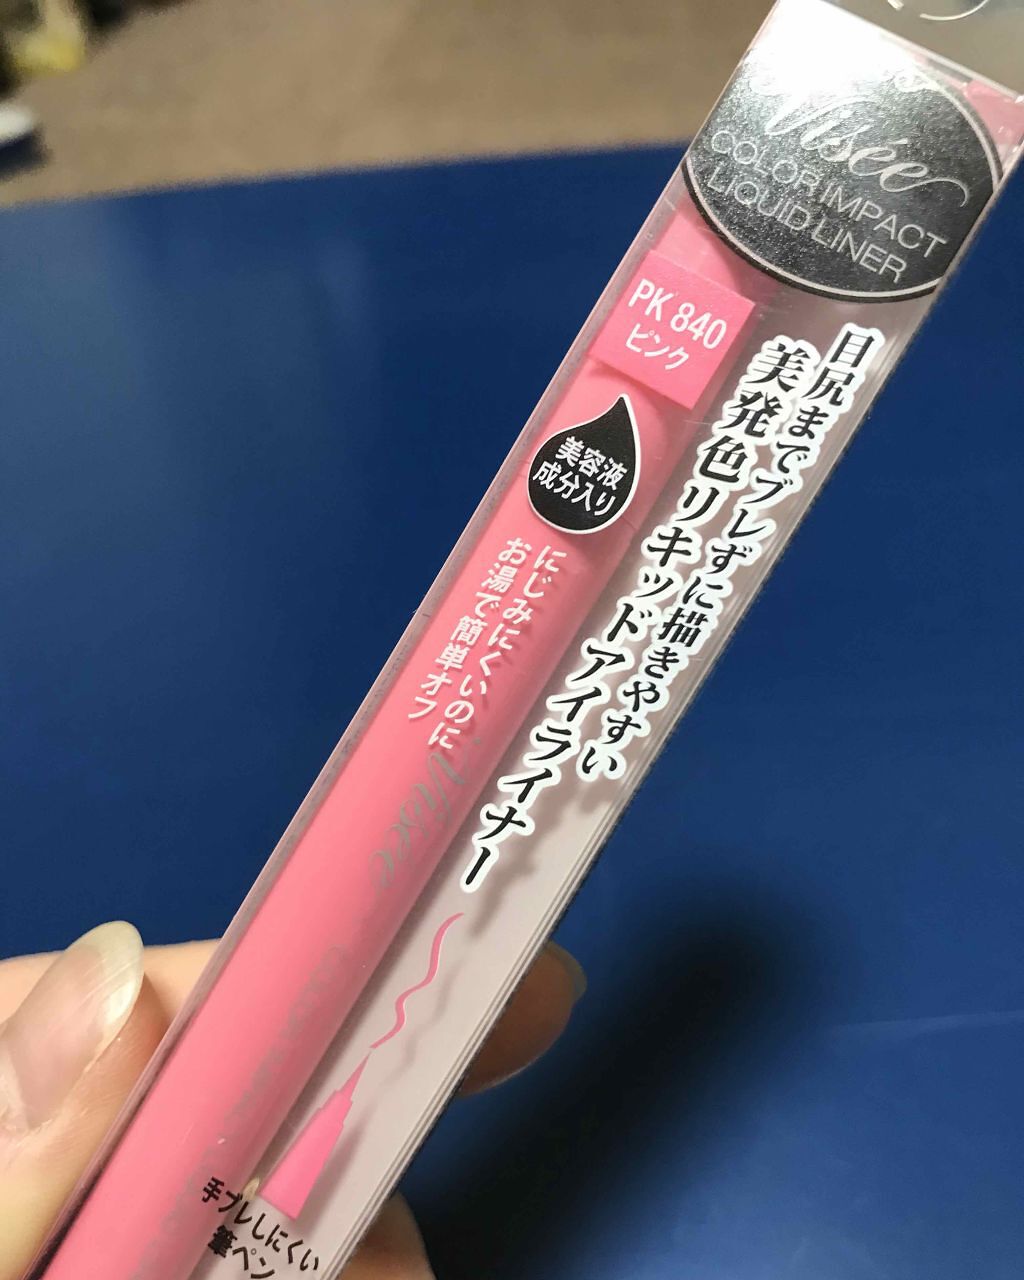 Visée
COLOR IMPACT
LIQUID LINER
PK 840
ピンク
目尻までブレずに描きやすい
美発色リキッドアイライナー
美容液
成分入り
にじみにくいのに
お湯で簡単オフ
Visée
手ブレしにくい
筆ペン